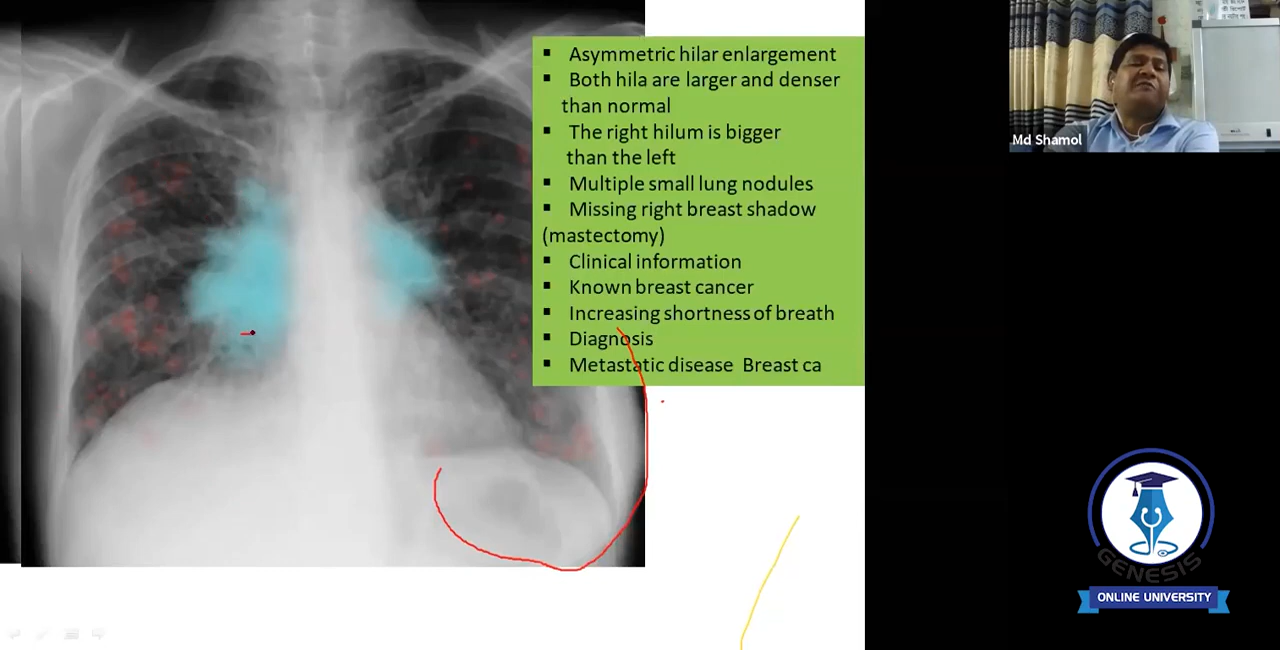 ▪ Asymmetric hilar enlargement
▪ Both hila are larger and denser
than normal
▪ The right hilum is bigger
than the left
▪ Multiple small lung nodules
▪ Missing right breast shadow
(mastectomy)
▪ Clinical information
▪ Known breast cancer
▪ Increasing shortness of breath
▪ Diagnosis
▪ Metastatic disease Breast ca
Md Shamol
GENESIS
ONLINE UNIVERSITY